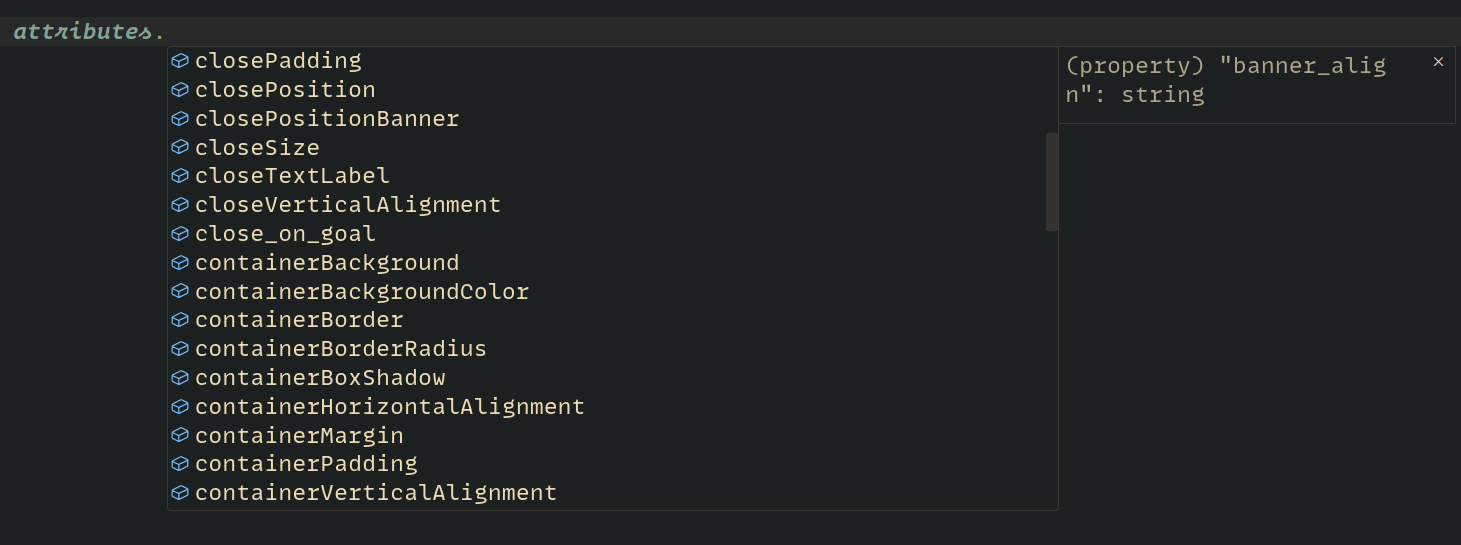 attributes.
closePadding
closePosition
closePositionBanner
closeSize
closeTextLabel
closeVerticalAlignment
close_on_goal
containerBackground
containerBackgroundColor
containerBorder
containerBorderRadius
containerBoxShadow
containerHorizontalAlignment
containerMargin
containerPadding
containerVerticalAlignment
(property) "banner_alig
n": string